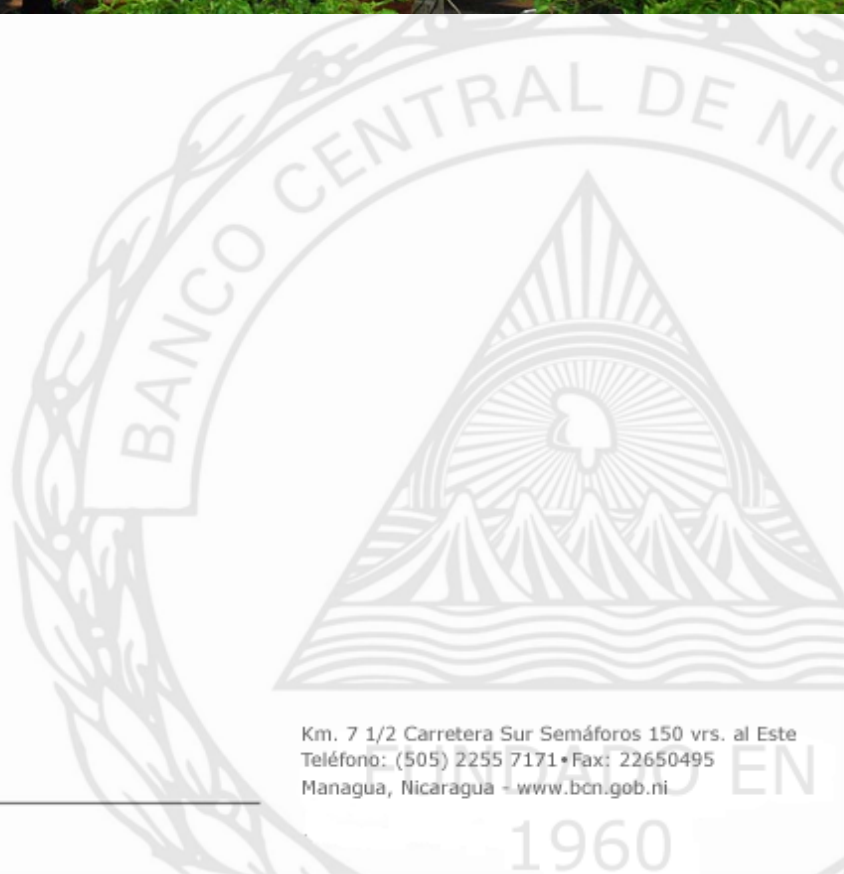 BANCO CENTRAL DE NIC
Km. 7 1/2 Carretera Sur Semáforos 150 vrs. al Este
Teléfono: (505) 2255 7171•Fax: 22650495
Managua, Nicaragua - www.bcn.gob.ni
FUNDADO EN
1960